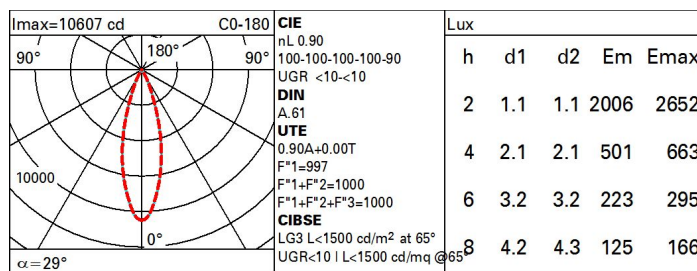 Imax=10607 cd C0-180
90° 180° 90°
10000
0°
α=29°
CIE
nL 0.90
100-100-100-100-90
UGR <10-<10
DIN
A.61
UTE
0.90A+0.00T
F"1=997
F"1+F"2=1000
F"1+F"2+F"3=1000
CIBSE
LG3 L<1500 cd/m² at 65°
UGR<10 | L<1500 cd/mq @65°
Lux
h d1 d2 Em Emax
2 1.1 1.1 2006 2652
4 2.1 2.1 501 663
6 3.2 3.2 223 295
8 4.2 4.3 125 166